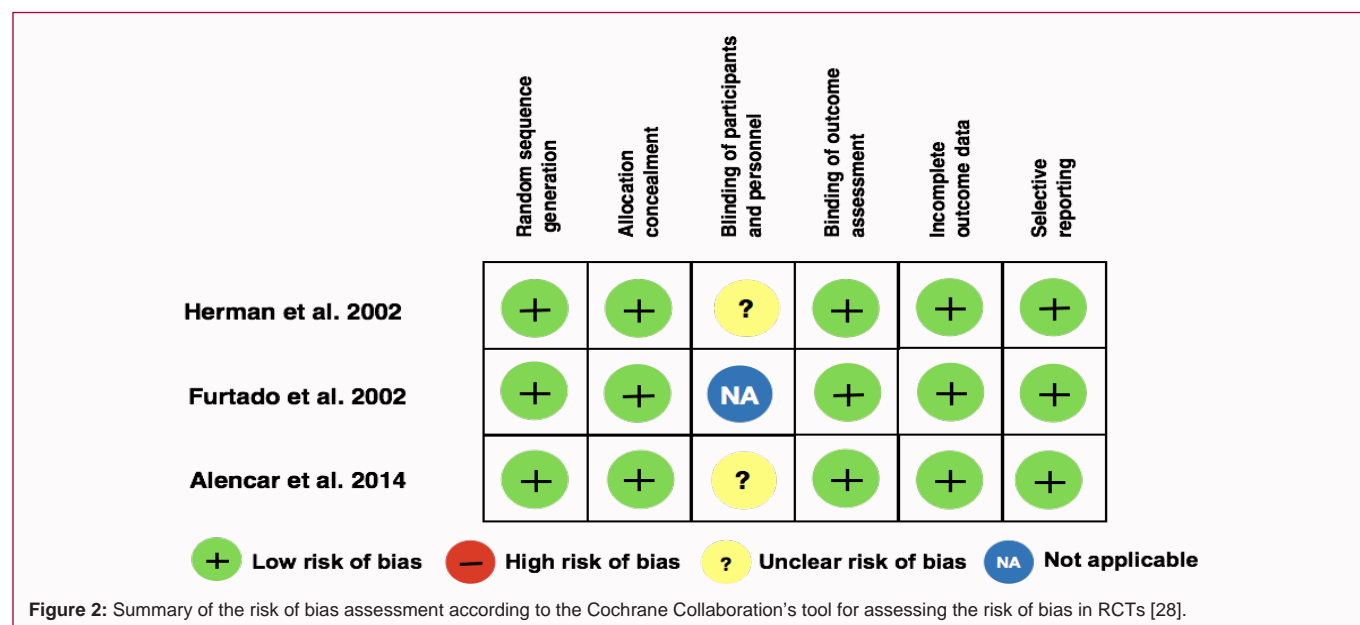 Random sequence
generation
Allocation
concealment
Blinding of participants
and personnel
Binding of outcome
assessment
Incomplete
outcome data
Selective
reporting
Herman et al. 2002 + + ? + + +
Furtado et al. 2002 + + NA + + +
Alencar et al. 2014 + + ? + + +
+ Low risk of bias − High risk of bias ? Unclear risk of bias NA Not applicable
Figure 2: Summary of the risk of bias assessment according to the Cochrane Collaboration's tool for assessing the risk of bias in RCTs [28].